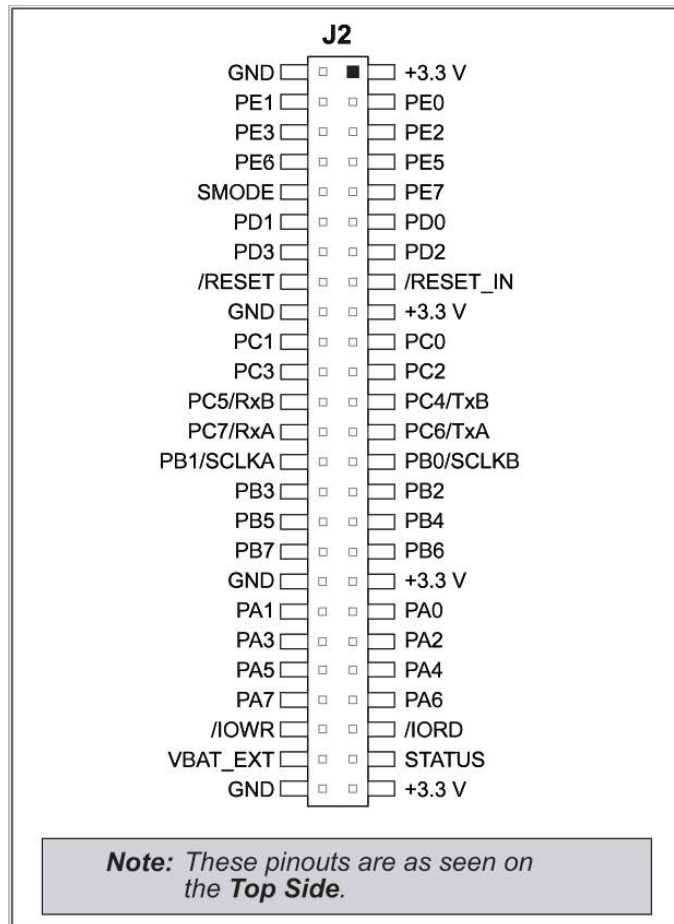 J2
GND +3.3 V
PE1 PE0
PE3 PE2
PE6 PE5
SMODE PE7
PD1 PD0
PD3 PD2
/RESET /RESET_IN
GND +3.3 V
PC1 PC0
PC3 PC2
PC5/RxB PC4/TxB
PC7/RxA PC6/TxA
PB1/SCLKA PB0/SCLKB
PB3 PB2
PB5 PB4
PB7 PB6
GND +3.3 V
PA1 PA0
PA3 PA2
PA5 PA4
PA7 PA6
/IOWR /IORD
VBAT_EXT STATUS
GND +3.3 V
Note: These pinouts are as seen on
the Top Side.